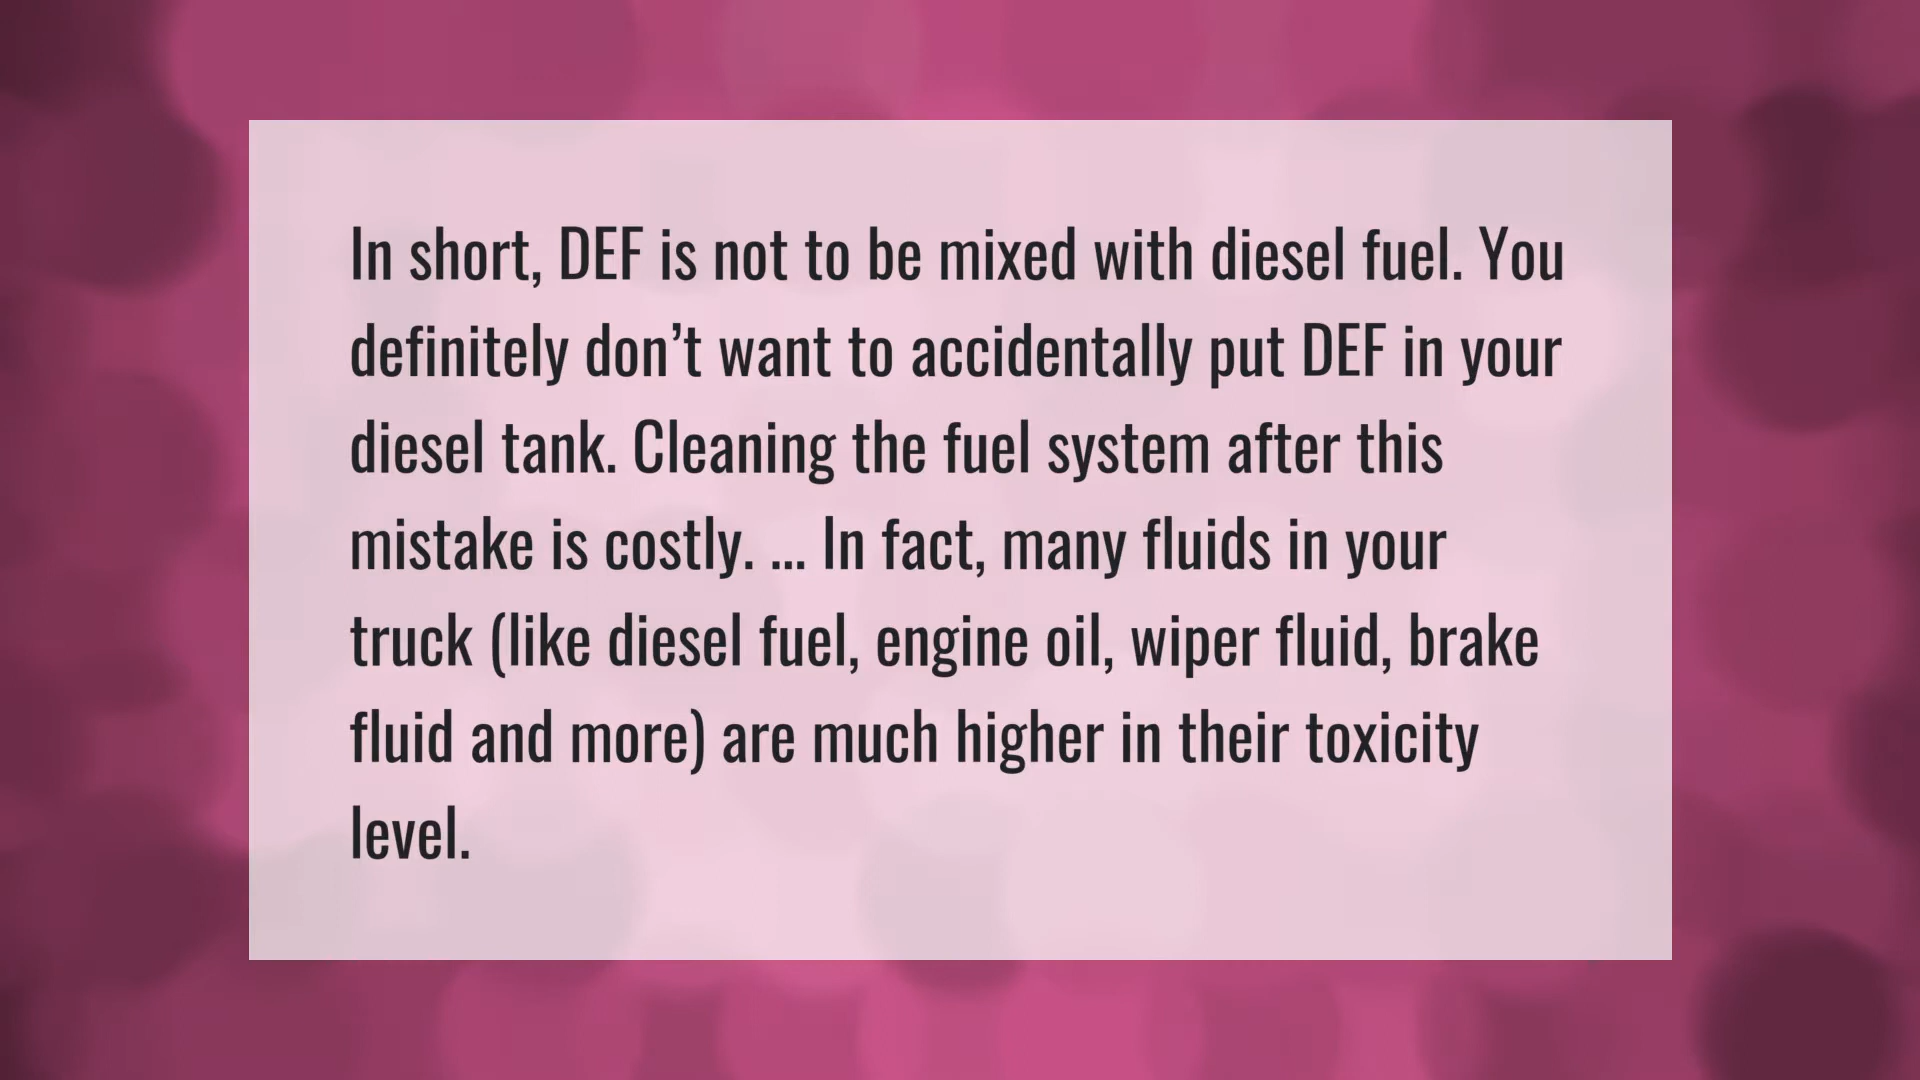 In short, DEF is not to be mixed with diesel fuel. You
definitely don’t want to accidentally put DEF in your
diesel tank. Cleaning the fuel system after this
mistake is costly. ... In fact, many fluids in your
truck (like diesel fuel, engine oil, wiper fluid, brake
fluid and more) are much higher in their toxicity
level.